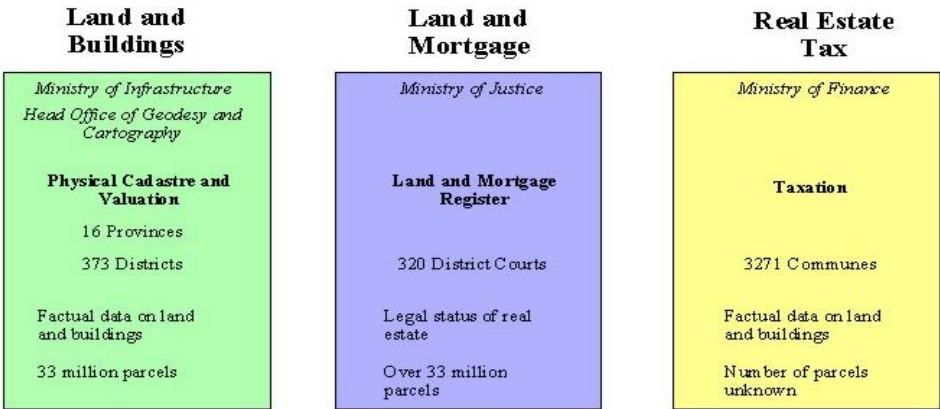 Land and
Buildings
Ministry of Infrastructure
Head Office of Geodesy and
Cartography
Physical Cadastre and
Valuation
16 Provinces
373 Districts
Factual data on land
and buildings
33 million parcels
Land and
Mortgage
Ministry of Justice
Land and Mortgage
Register
320 District Courts
Legal status of real
estate
Over 33 million
parcels
Real Estate
Tax
Ministry of Finance
Taxation
3271 Communes
Factual data on land
and buildings
Number of parcels
unknown